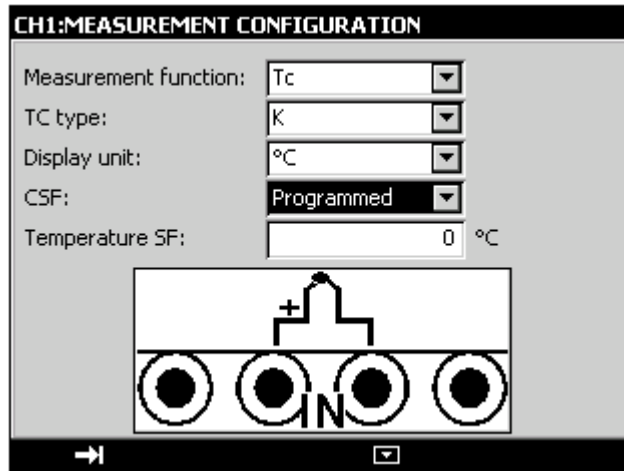 CH1:MEASUREMENT CONFIGURATION
Measurement function: Tc
TC type: K
Display unit: °C
CSF: Programmed
Temperature SF: 0 °C
+
IN